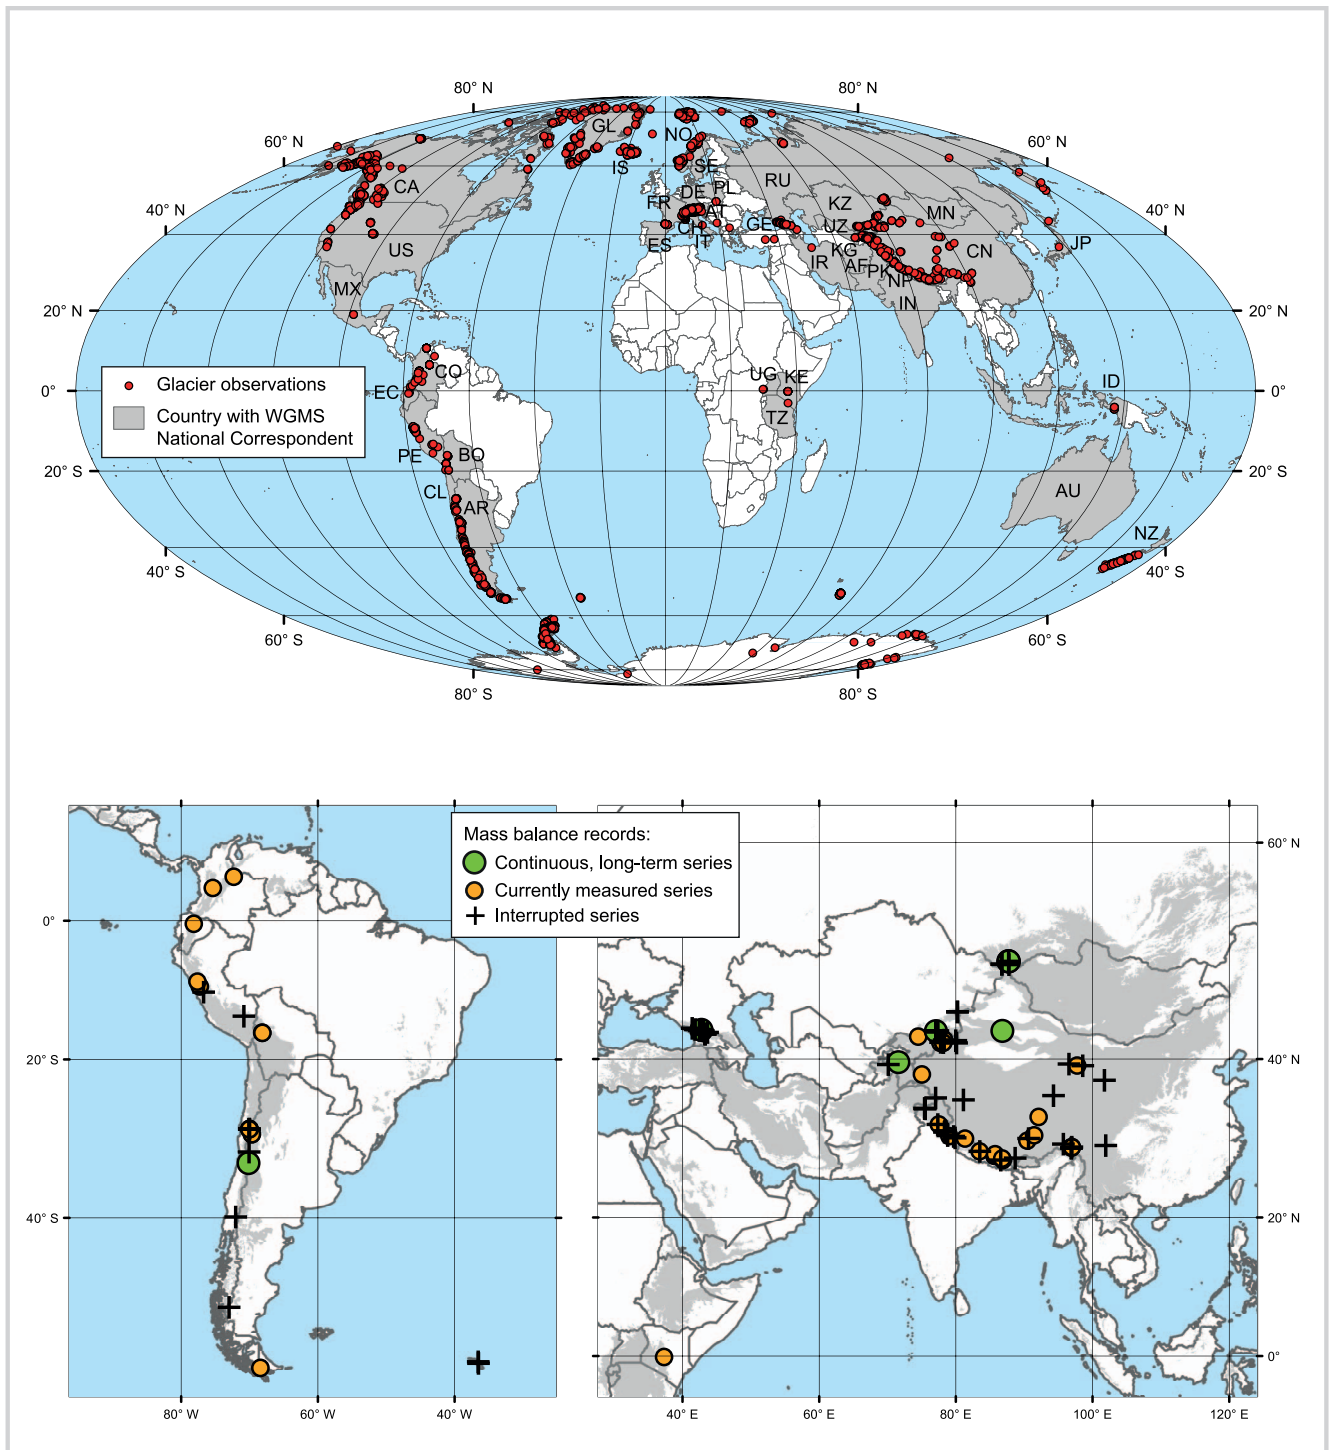 80° N
80° N
60° N
60° N
40° N
40° N
20° N
20° N
0°
0°
20° S
20° S
40° S
40° S
60° S
60° S
80° S
80° S
GL
NO
IS
SE
RU
CA
DE
PL
FR
AT
KZ
MN
CH
GE
UZ
US
ES
IT
KG
CN
JP
IR
AF
PK
MX
NP
IN
CO
EC
UG
KE
ID
TZ
PE
BO
CL
AR
AU
NZ
Glacier observations
Country with WGMS
National Correspondent
Mass balance records:
Continuous, long-term series
Currently measured series
Interrupted series
0°
20° S
40° S
80° W
60° W
40° W
60° N
40° N
20° N
0°
40° E
60° E
80° E
100° E
120° E